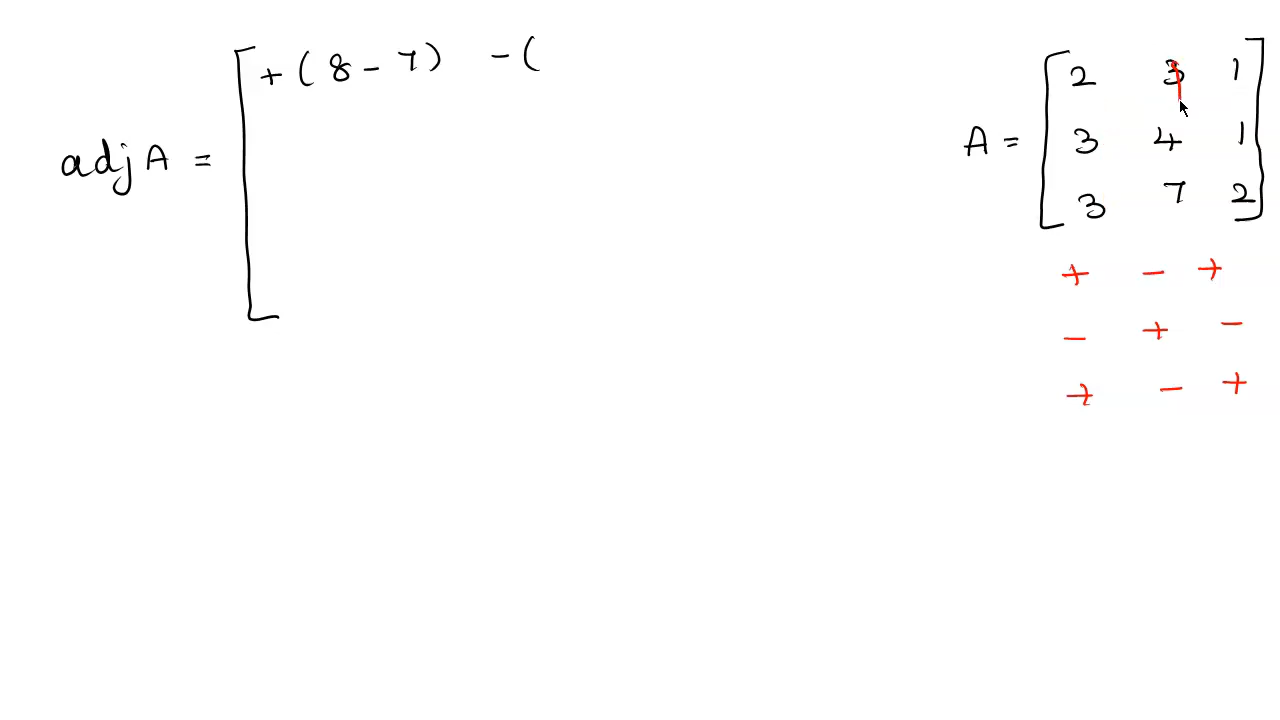 adj A = [ +(8 - 7) -(
A = [ 2 3 1
3 4 1
3 7 2 ]
+ - +
- + -
+ - +